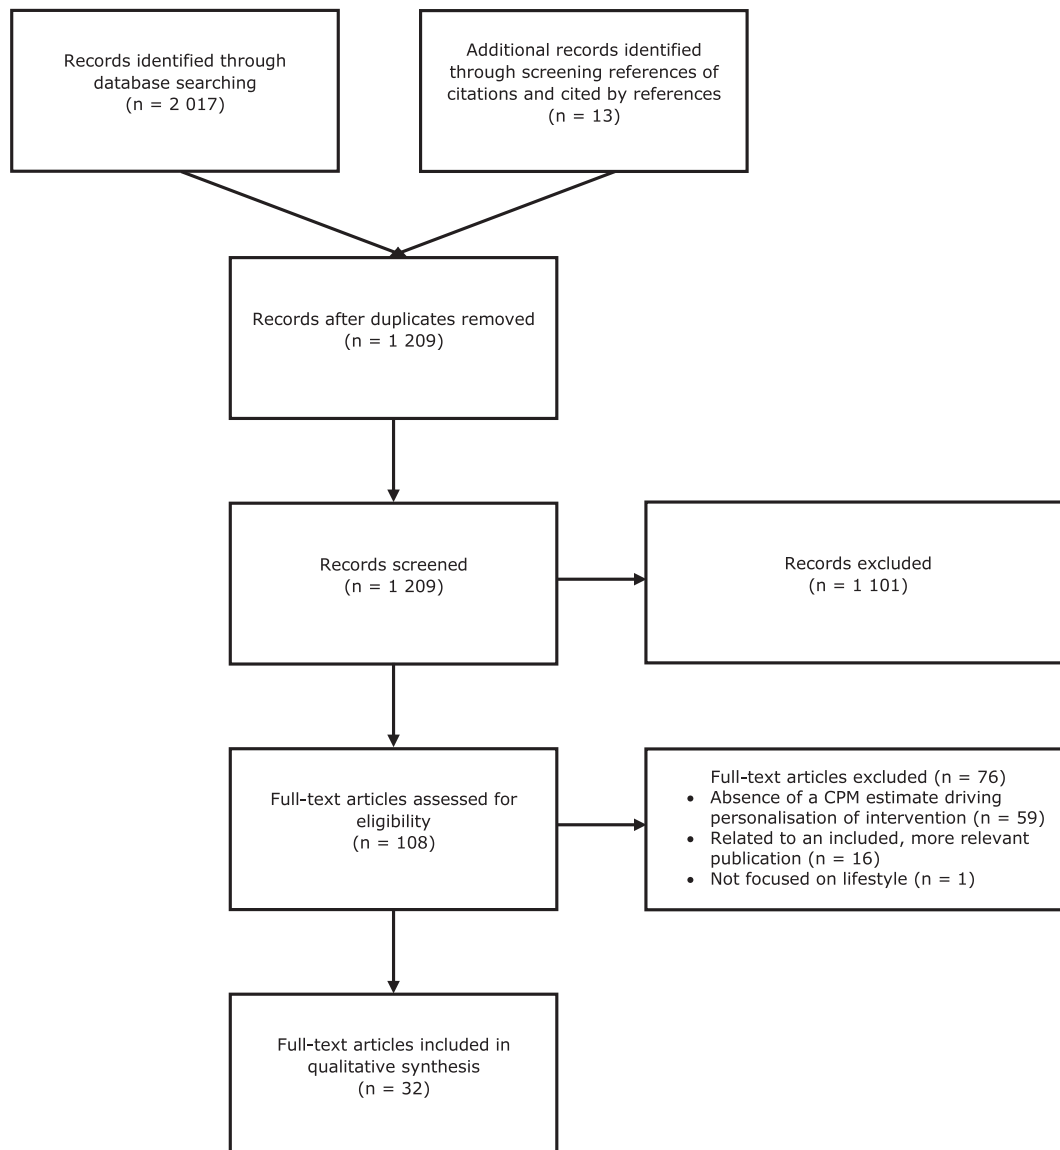 Records identified through
database searching
(n = 2 017)
Additional records identified
through screening references of
citations and cited by references
(n = 13)
Records after duplicates removed
(n = 1 209)
Records screened
(n = 1 209)
Records excluded
(n = 1 101)
Full-text articles assessed for
eligibility
(n = 108)
Full-text articles excluded (n = 76)
• Absence of a CPM estimate driving
personalisation of intervention (n = 59)
• Related to an included, more relevant
publication (n = 16)
• Not focused on lifestyle (n = 1)
Full-text articles included in
qualitative synthesis
(n = 32)